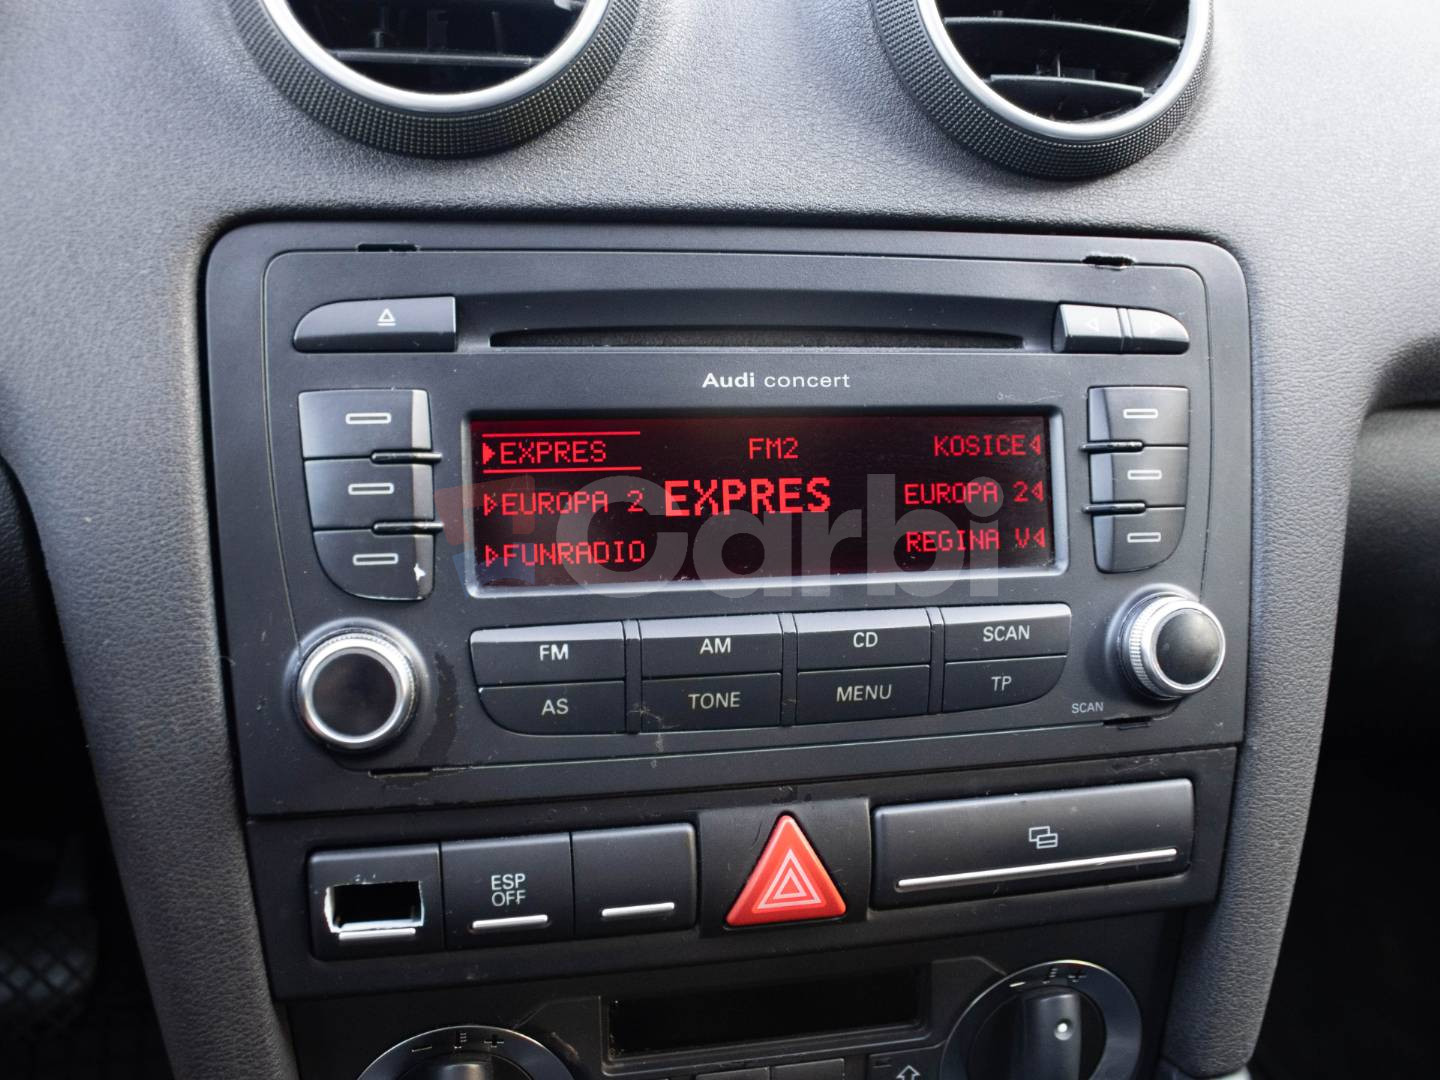 Audi concert
EXPRES FM2 KOSICE
EUROPA 2 EXPRES EUROPA 2
FUNRADIO REGINA V
Carbi
FM AM CD SCAN
AS TONE MENU TP
SCAN
ESP
OFF
- E +
- E +